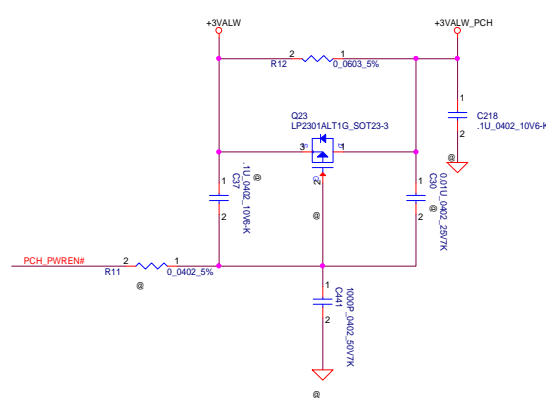 +3VALW
+3VALW_PCH
2
1
R12
0_0603_5%
1
C218
.1U_0402_10V6-K
2
@
Q23
LP2301ALT1G_SOT23-3
3
1
S
D
G
2
@
1
C37
.1U_0402_10V6-K
2
@
1
C30
0.01U_0402_25V7K
2
@
PCH_PWREN#
2
1
R11
0_0402_5%
@
1
C441
1000P_0402_50V7K
2
@